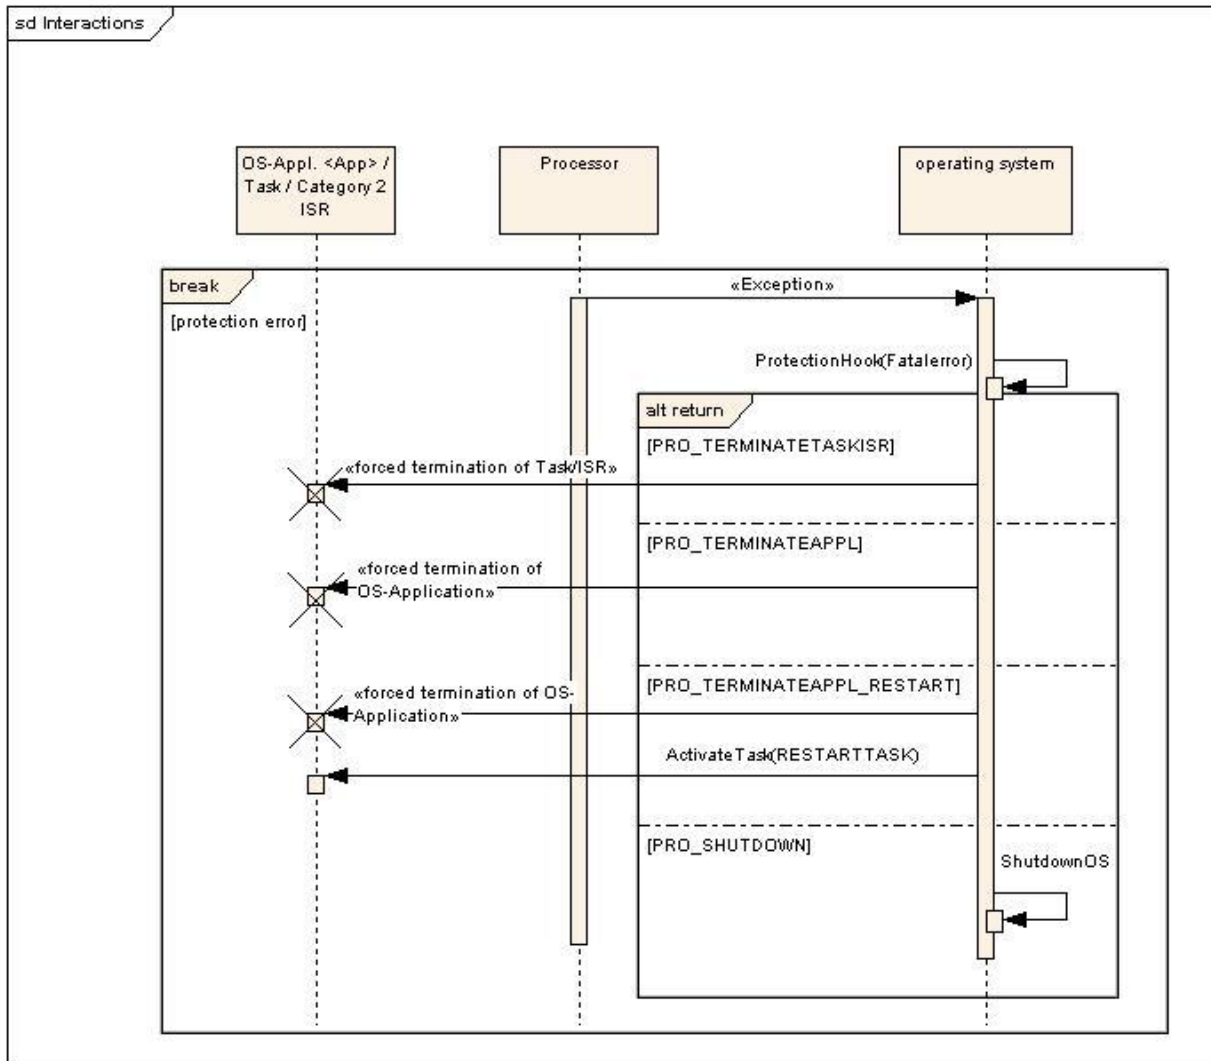 sd Interactions
OS-Appl. <App> /
Task / Category 2
ISR
Processor
operating system
break
[protection error]
«Exception»
ProtectionHook(Fatalerror)
alt return
[PRO_TERMINATETASKISR]
«forced termination of Task/ISR»
[PRO_TERMINATEAPPL]
«forced termination of
OS-Application»
[PRO_TERMINATEAPPL_RESTART]
«forced termination of OS-
Application»
ActivateTask(RESTARTTASK)
[PRO_SHUTDOWN]
ShutdownOS